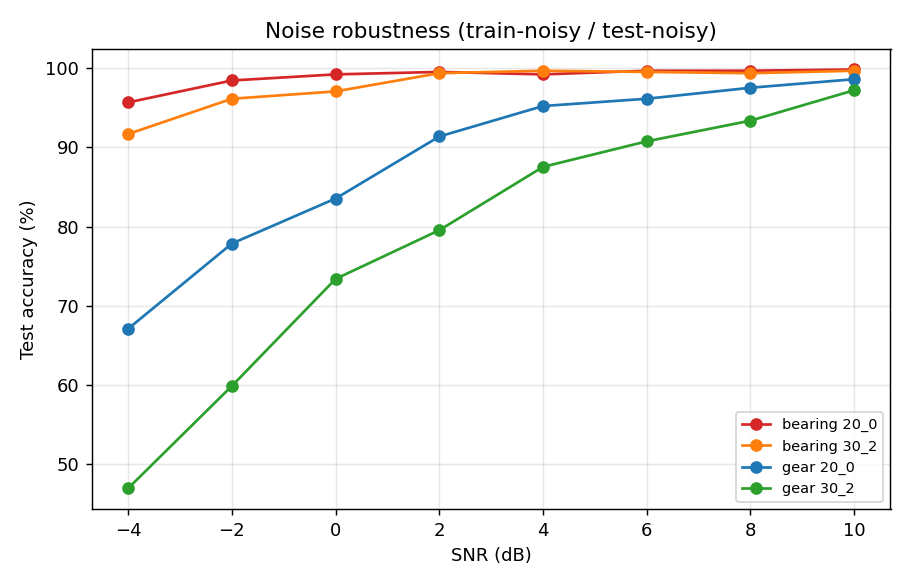 Noise robustness (train-noisy / test-noisy)
Test accuracy (%)
100
90
80
70
60
50
−4
−2
0
2
4
6
8
10
SNR (dB)
bearing 20_0
bearing 30_2
gear 20_0
gear 30_2